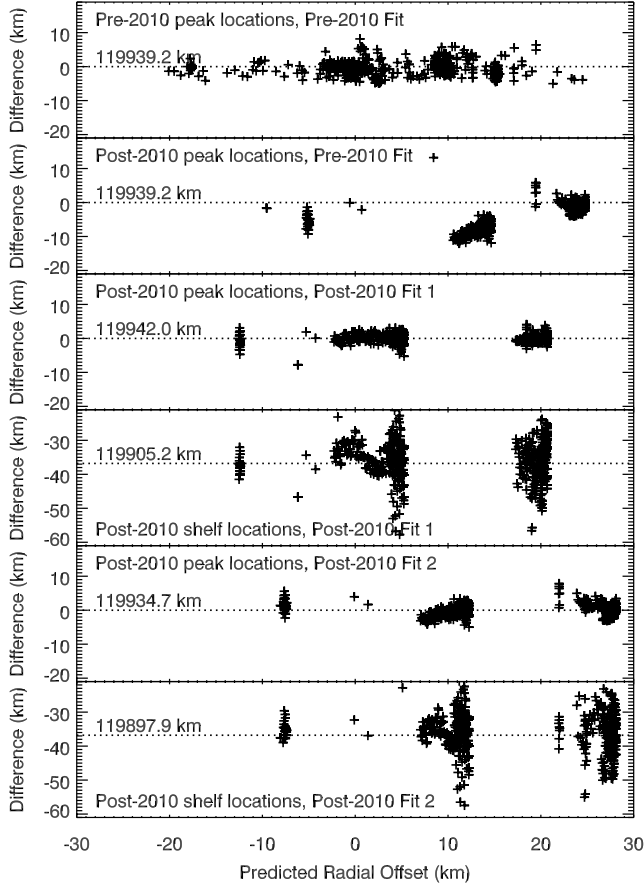 Pre-2010 peak locations, Pre-2010 Fit
119939.2 km
Difference (km)
10
0
-10
-20
Post-2010 peak locations, Pre-2010 Fit
119939.2 km
Difference (km)
10
0
-10
-20
Post-2010 peak locations, Post-2010 Fit 1
119942.0 km
Difference (km)
10
0
-10
-20
119905.2 km
Difference (km)
-30
-40
-50
-60
Post-2010 shelf locations, Post-2010 Fit 1
Post-2010 peak locations, Post-2010 Fit 2
119934.7 km
Difference (km)
10
0
-10
-20
119897.9 km
Difference (km)
-30
-40
-50
-60
Post-2010 shelf locations, Post-2010 Fit 2
-30 -20 -10 0 10 20 30
Predicted Radial Offset (km)